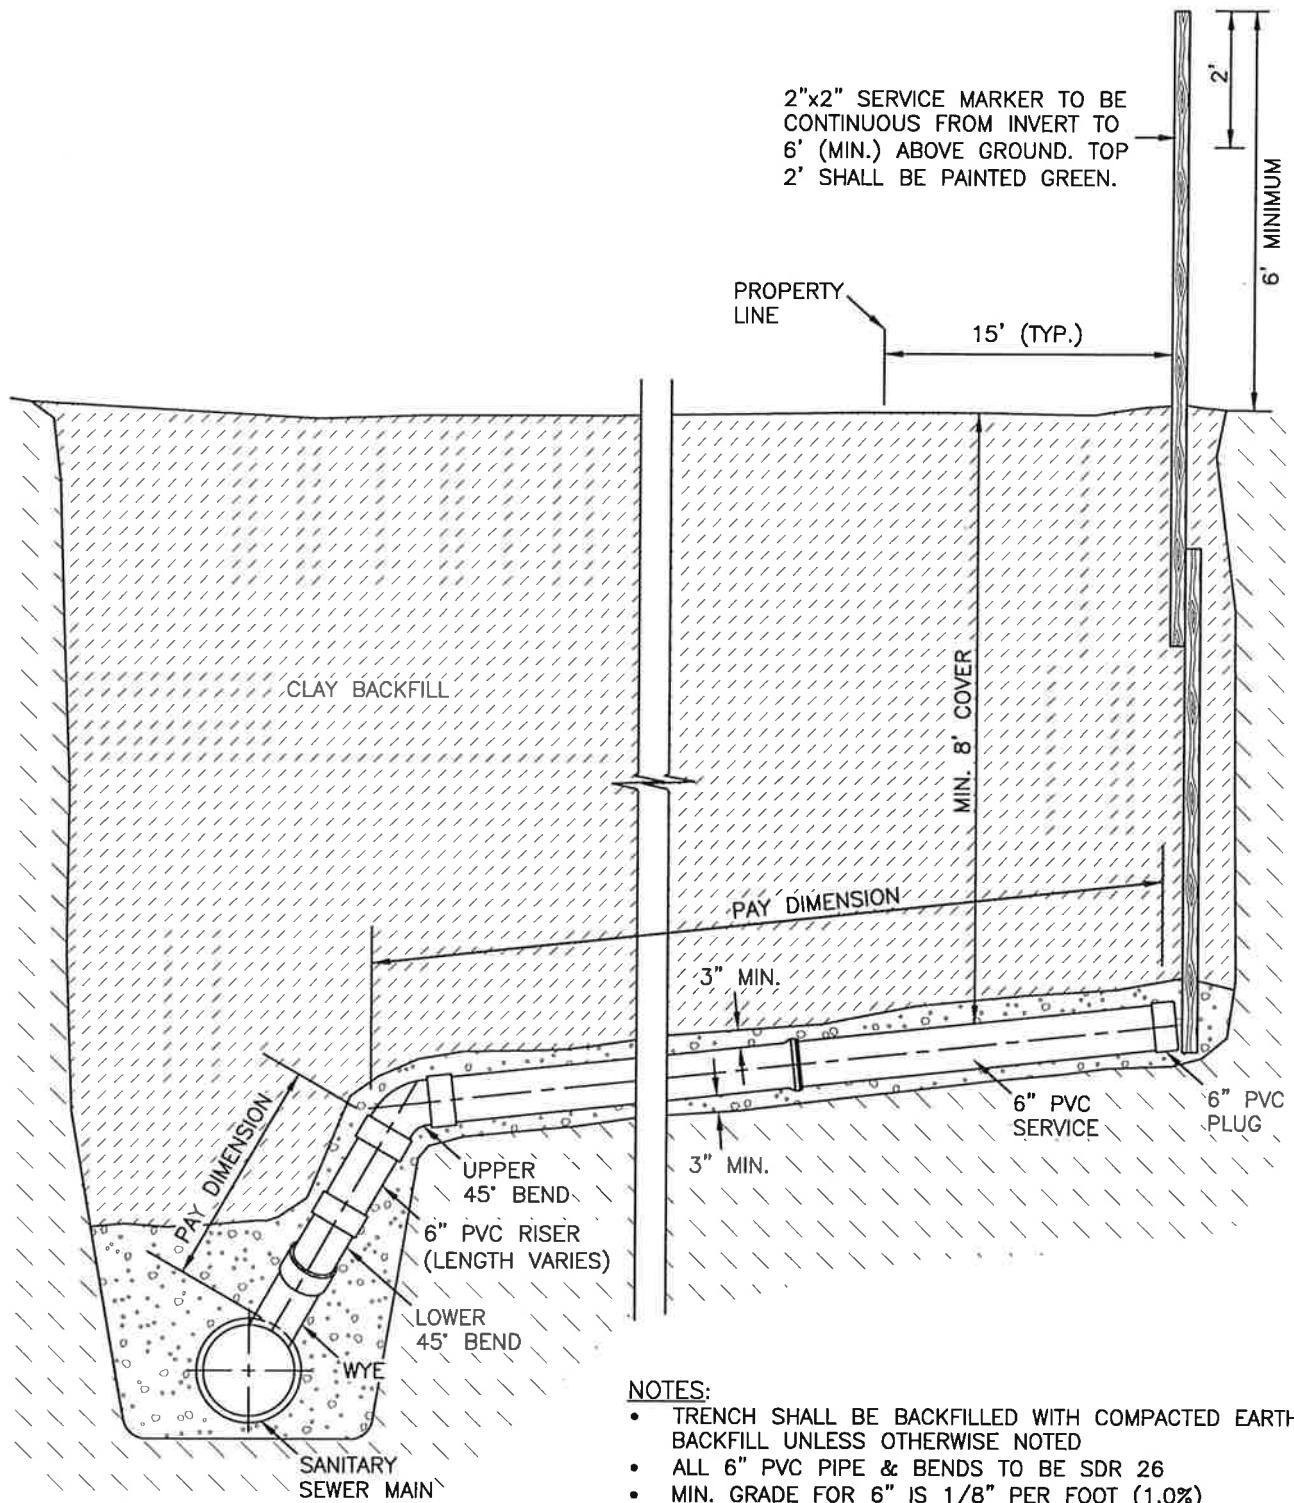 2'
2"x2" SERVICE MARKER TO BE
CONTINUOUS FROM INVERT TO
6' (MIN.) ABOVE GROUND. TOP
2' SHALL BE PAINTED GREEN.
6' MINIMUM
PROPERTY
LINE
15' (TYP.)
CLAY BACKFILL
MIN. 8' COVER
PAY DIMENSION
3" MIN.
6" PVC
SERVICE
6" PVC
PLUG
3" MIN.
PAY DIMENSION
UPPER
45° BEND
6" PVC RISER
(LENGTH VARIES)
LOWER
45° BEND
WYE
SANITARY
SEWER MAIN
NOTES:
• TRENCH SHALL BE BACKFILLED WITH COMPACTED EARTH
BACKFILL UNLESS OTHERWISE NOTED
• ALL 6" PVC PIPE & BENDS TO BE SDR 26
• MIN. GRADE FOR 6" IS 1/8" PER FOOT (1.0%)